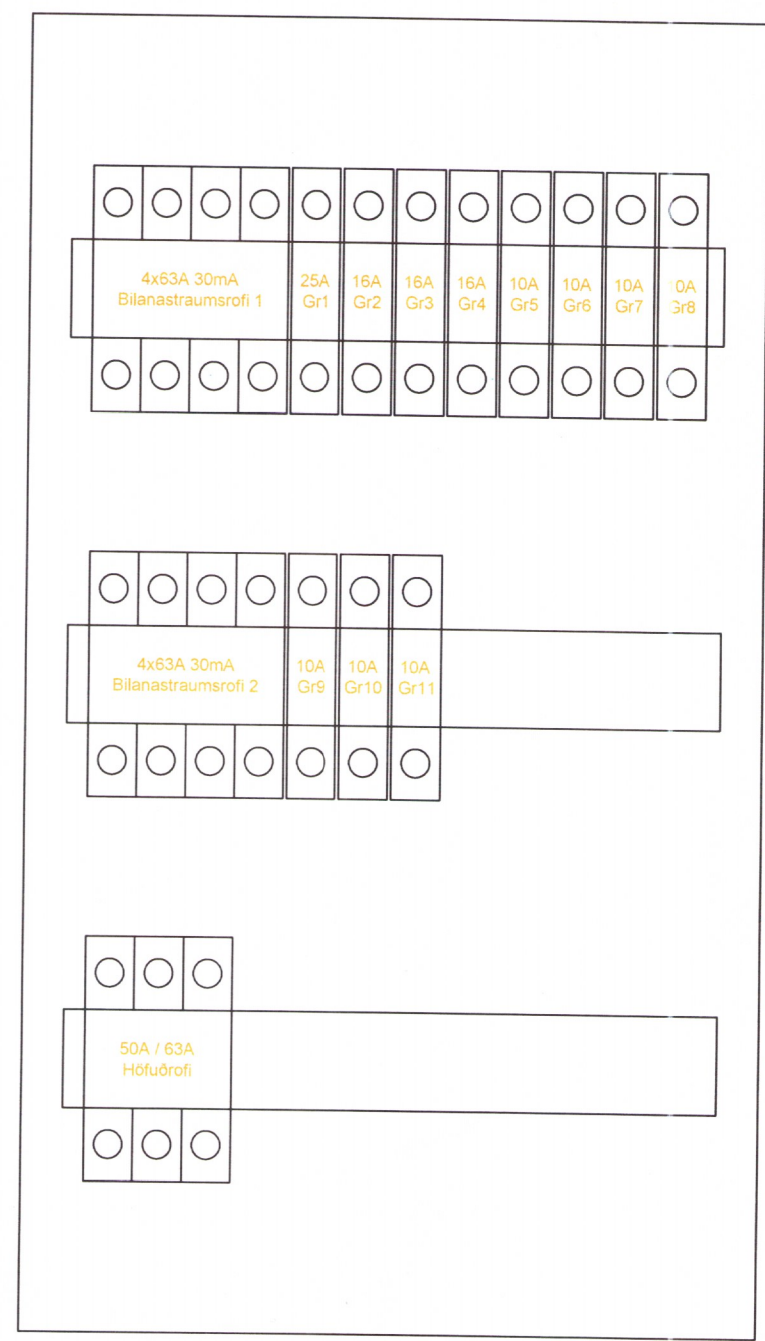 4x63A 30mA
Bilanastraumsrofi 1
25A
Gr1
16A
Gr2
16A
Gr3
16A
Gr4
10A
Gr5
10A
Gr6
10A
Gr7
10A
Gr8
4x63A 30mA
Bilanastraumsrofi 2
10A
Gr9
10A
Gr10
10A
Gr11
50A / 63A
Höfuðrofi